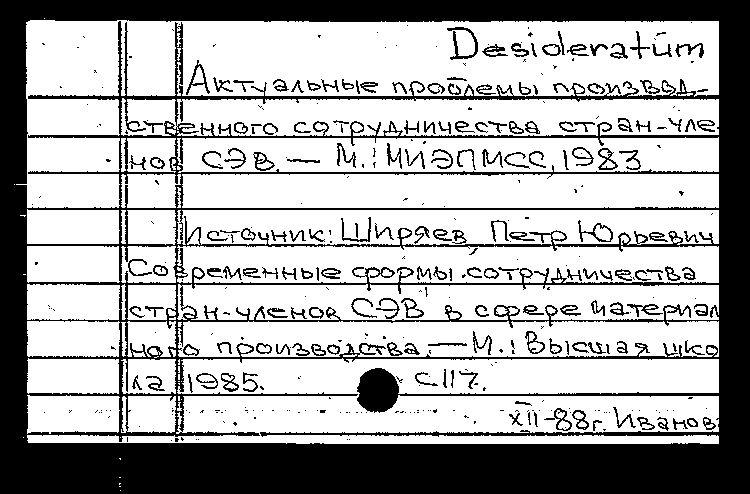 Desideratum
Актуальные проблемы производ-
ственного сотрудничества стран-чле
нов СЭВ. — М.: МИЭПМСС, 1983
Источник: Ширяев, Петр Юрьевич
Современные формы сотрудничества
стран-членов СЭВ в сфере материал
ного производства. — М.: Высшая шко
ла, 1985. С 117.
XII-88г. Иванов